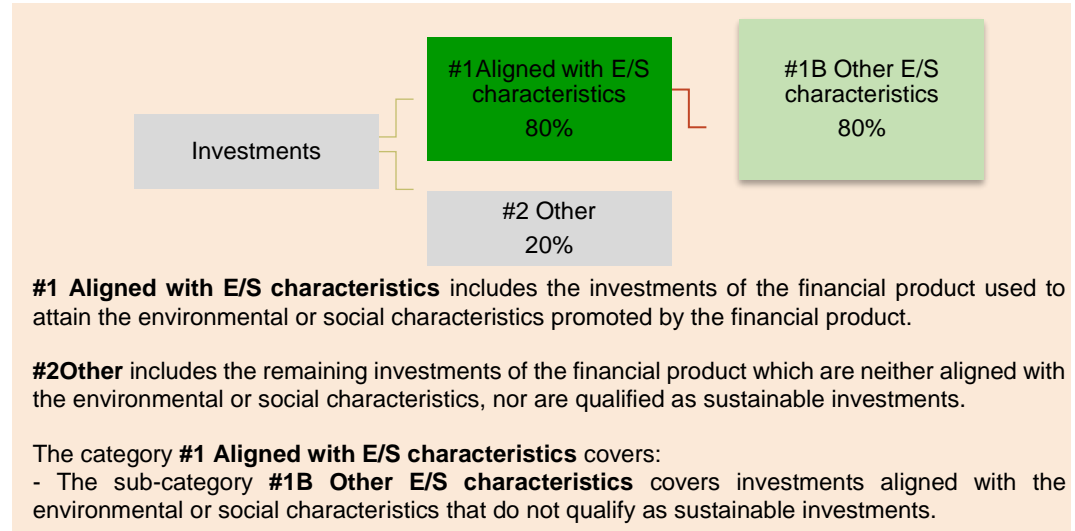 #1Aligned with E/S
characteristics
80%
#1B Other E/S
characteristics
80%
Investments
#2 Other
20%
#1 Aligned with E/S characteristics includes the investments of the financial product used to
attain the environmental or social characteristics promoted by the financial product.
#2Other includes the remaining investments of the financial product which are neither aligned with
the environmental or social characteristics, nor are qualified as sustainable investments.
The category #1 Aligned with E/S characteristics covers:
- The sub-category #1B Other E/S characteristics covers investments aligned with the
environmental or social characteristics that do not qualify as sustainable investments.